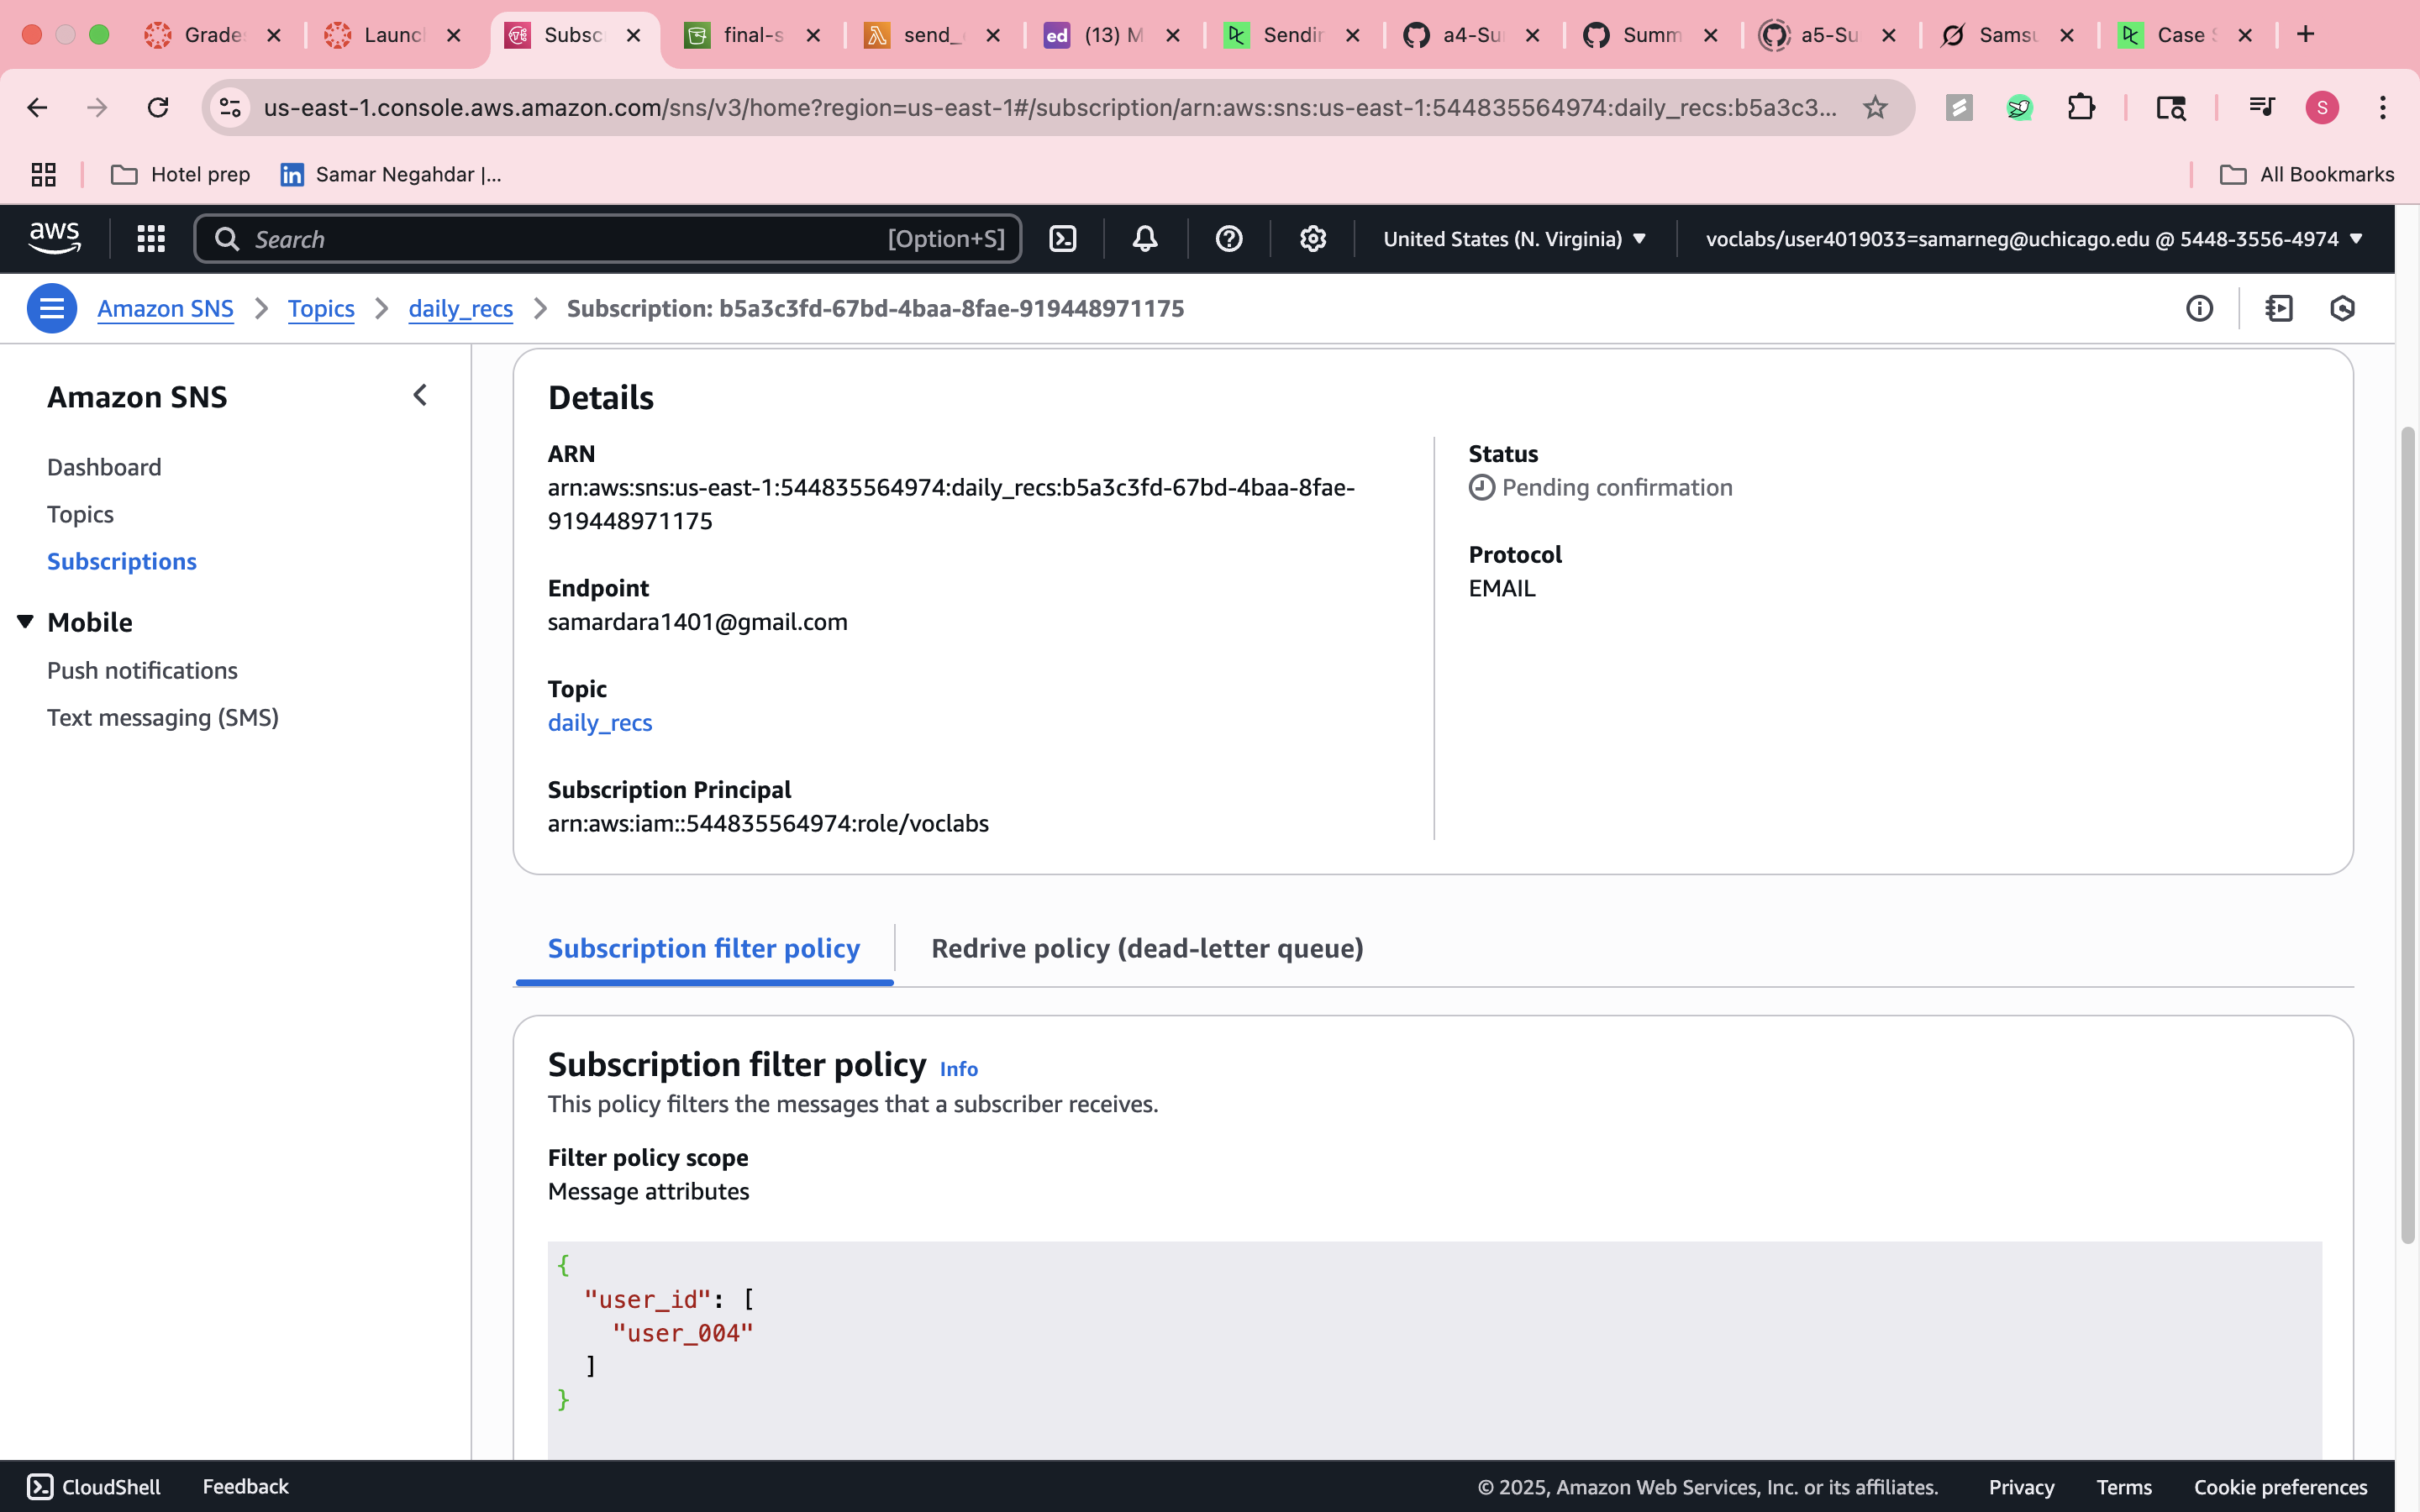 Grade
Launc
Subsc
final-s
send_
ed (13) M
Sendir
a4-Su
Summ
a5-Su
Samsu
Case
us-east-1.console.aws.amazon.com/sns/v3/home?region=us-east-1#/subscription/arn:aws:sns:us-east-1:544835564974:daily_recs:b5a3c3...
S
Hotel prep
in Samar Negahdar |...
All Bookmarks
aws
Search [Option+S]
United States (N. Virginia)
voclabs/user4019033=samarneg@uchicago.edu @ 5448-3556-4974
Amazon SNS
Topics
daily_recs
Subscription: b5a3c3fd-67bd-4baa-8fae-919448971175
Amazon SNS
Dashboard
Topics
Subscriptions
Mobile
Push notifications
Text messaging (SMS)
Details
ARN
arn:aws:sns:us-east-1:544835564974:daily_recs:b5a3c3fd-67bd-4baa-8fae-
919448971175
Endpoint
samardara1401@gmail.com
Topic
daily_recs
Subscription Principal
arn:aws:iam::544835564974:role/voclabs
Status
Pending confirmation
Protocol
EMAIL
Subscription filter policy
Redrive policy (dead-letter queue)
Subscription filter policy Info
This policy filters the messages that a subscriber receives.
Filter policy scope
Message attributes
{
"user_id": [
"user_004"
]
}
CloudShell
Feedback
© 2025, Amazon Web Services, Inc. or its affiliates.
Privacy
Terms
Cookie preferences